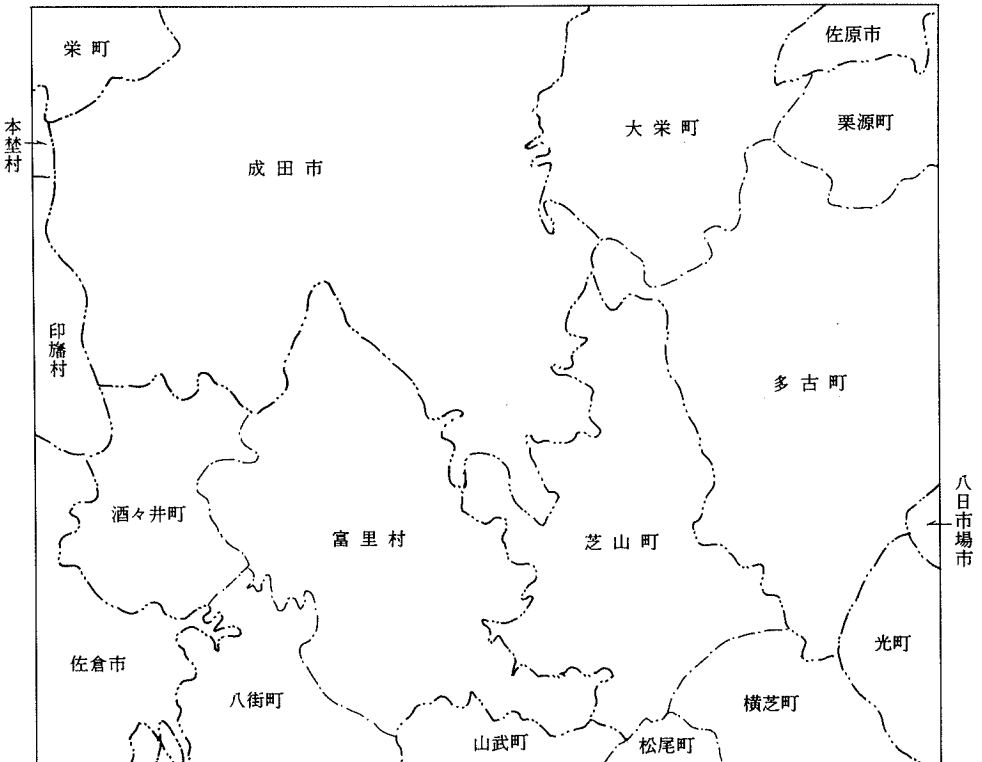 栄町
佐原市
本埜村
大栄町
栗源町
成田市
印旛村
多古町
酒々井町
富里村
芝山町
八日市場市
佐倉市
八街町
光町
横芝町
山武町
松尾町